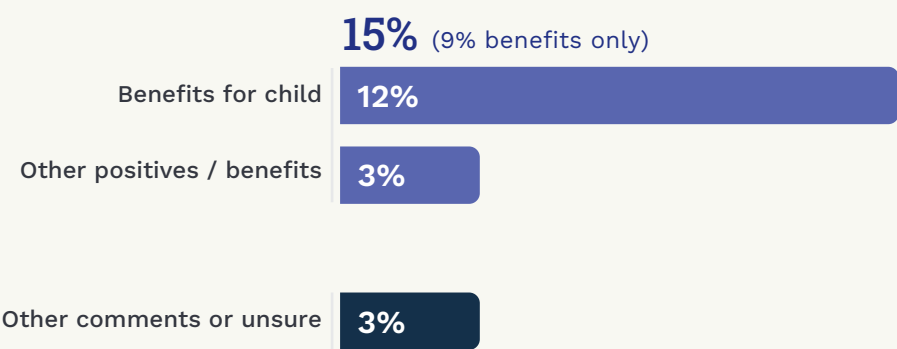 15% (9% benefits only)
Benefits for child 12%
Other positives / benefits 3%
Other comments or unsure 3%